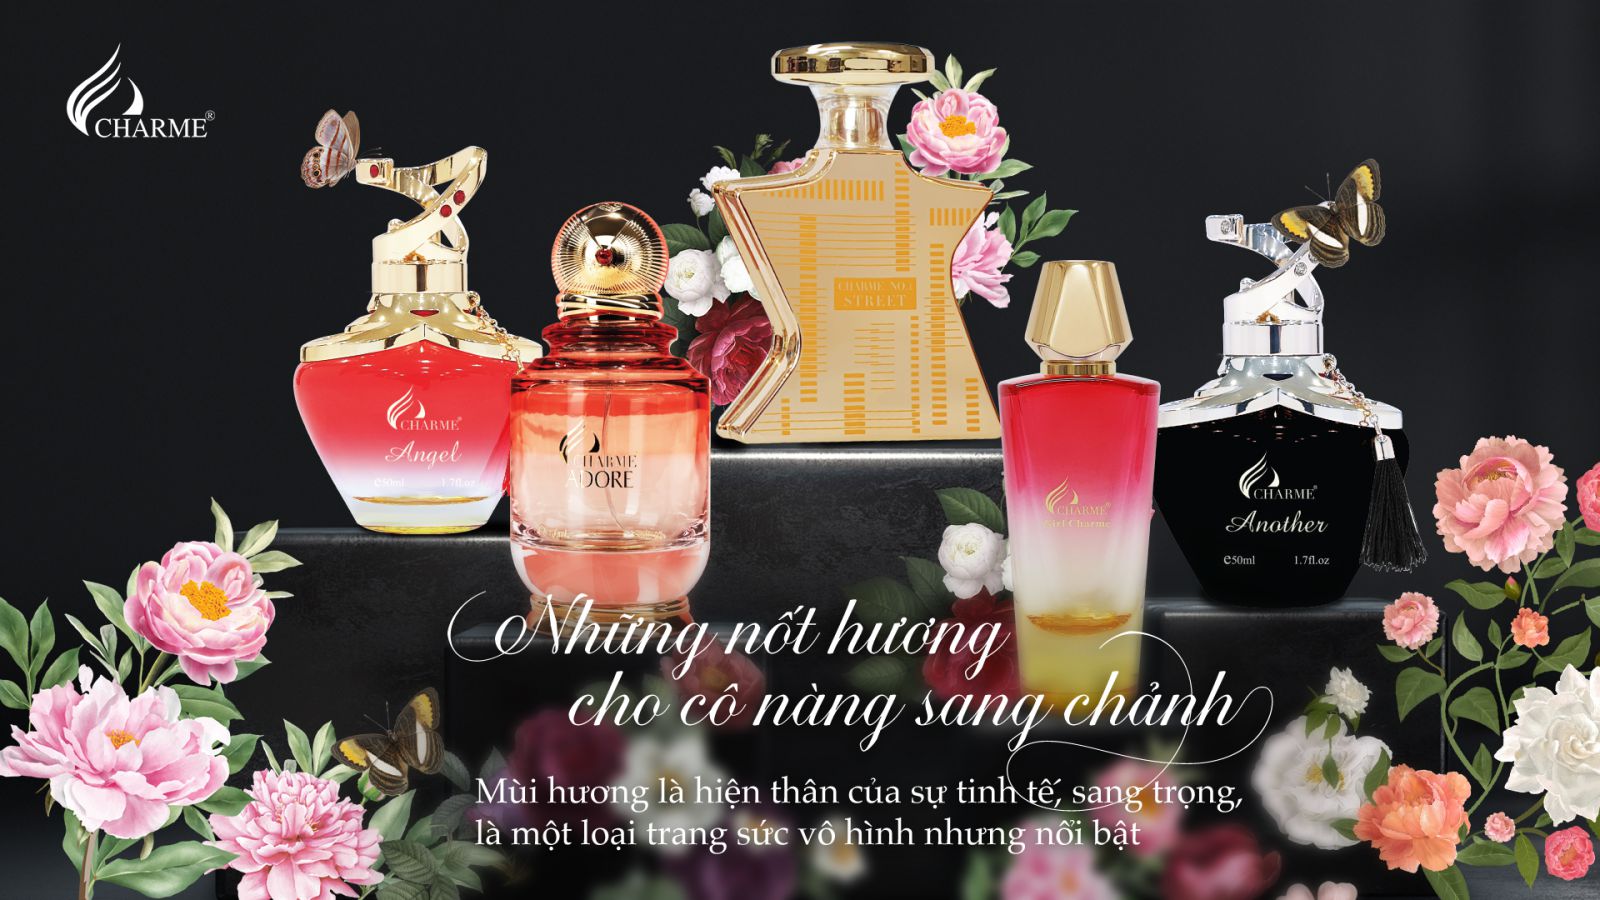 CHARME®
CHARME®
Angel
e50ml 1.7fl.oz
CHARME
ADORE
CHARME NO.1
STREET
CHARME®
Girl Charme
CHARME®
Another
e50ml 1.7fl.oz
Những nốt hương
cho cô nàng sang chảnh
Mùi hương là hiện thân của sự tinh tế, sang trọng,
là một loại trang sức vô hình nhưng nổi bật